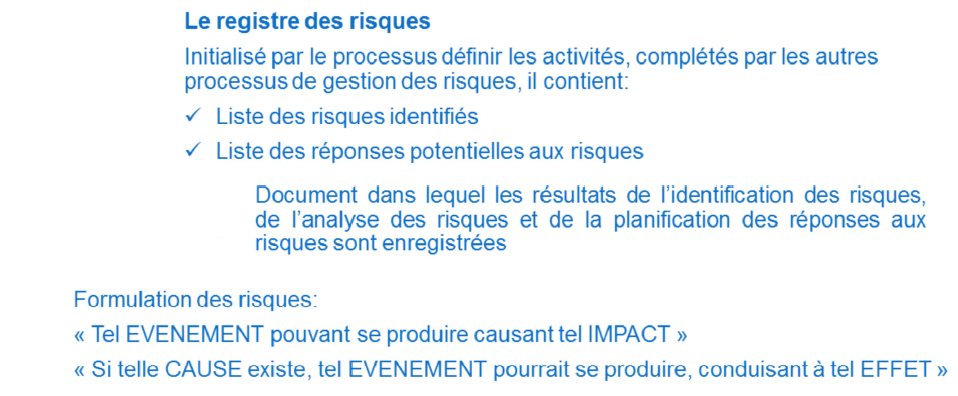 Le registre des risques
Initialisé par le processus définir les activités, complétés par les autres
processus de gestion des risques, il contient:
✓ Liste des risques identifiés
✓ Liste des réponses potentielles aux risques
Document dans lequel les résultats de l’identification des risques,
de l’analyse des risques et de la planification des réponses aux
risques sont enregistrées
Formulation des risques:
« Tel EVENEMENT pouvant se produire causant tel IMPACT »
« Si telle CAUSE existe, tel EVENEMENT pourrait se produire, conduisant à tel EFFET »